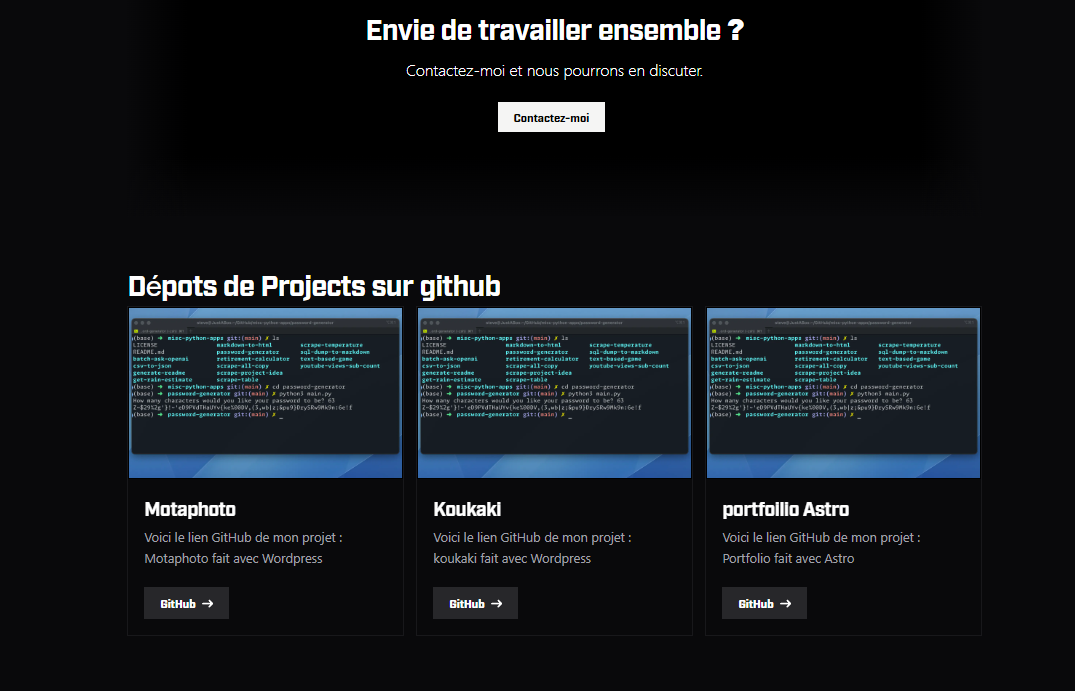 Envie de travailler ensemble ?
Contactez-moi et nous pourrons en discuter.
Contactez-moi
Dépots de Projects sur github
(base) ➜ misc-python-apps git:(main) ✗ ls
LICENSE markdown-to-html scrape-temperature
README.md password-generator sql-dump-to-markdown
batch-ask-openai retirement-calculator text-based-game
csv-to-json scrape-all-copy youtube-views-sub-count
generate-readme scrape-project-ideas
get-rain-estimate scrape-table
(base) ➜ misc-python-apps git:(main) ✗ cd password-generator
(base) ➜ password-generator git:(main) ✗ python3 main.py
How many characters would you like your password to be? 63
(base) ➜ password-generator git:(main) ✗ _
(base) ➜ misc-python-apps git:(main) ✗ ls
LICENSE markdown-to-html scrape-temperature
README.md password-generator sql-dump-to-markdown
batch-ask-openai retirement-calculator text-based-game
csv-to-json scrape-all-copy youtube-views-sub-count
generate-readme scrape-project-ideas
get-rain-estimate scrape-table
(base) ➜ misc-python-apps git:(main) ✗ cd password-generator
(base) ➜ password-generator git:(main) ✗ python3 main.py
How many characters would you like your password to be? 63
(base) ➜ password-generator git:(main) ✗ _
(base) ➜ misc-python-apps git:(main) ✗ ls
LICENSE markdown-to-html scrape-temperature
README.md password-generator sql-dump-to-markdown
batch-ask-openai retirement-calculator text-based-game
csv-to-json scrape-all-copy youtube-views-sub-count
generate-readme scrape-project-ideas
get-rain-estimate scrape-table
(base) ➜ misc-python-apps git:(main) ✗ cd password-generator
(base) ➜ password-generator git:(main) ✗ python3 main.py
How many characters would you like your password to be? 63
(base) ➜ password-generator git:(main) ✗ _
Motaphoto
Voici le lien GitHub de mon projet :
Motaphoto fait avec Wordpress
GitHub →
Koukaki
Voici le lien GitHub de mon projet :
koukaki fait avec Wordpress
GitHub →
portfoilio Astro
Voici le lien GitHub de mon projet :
Portfolio fait avec Astro
GitHub →